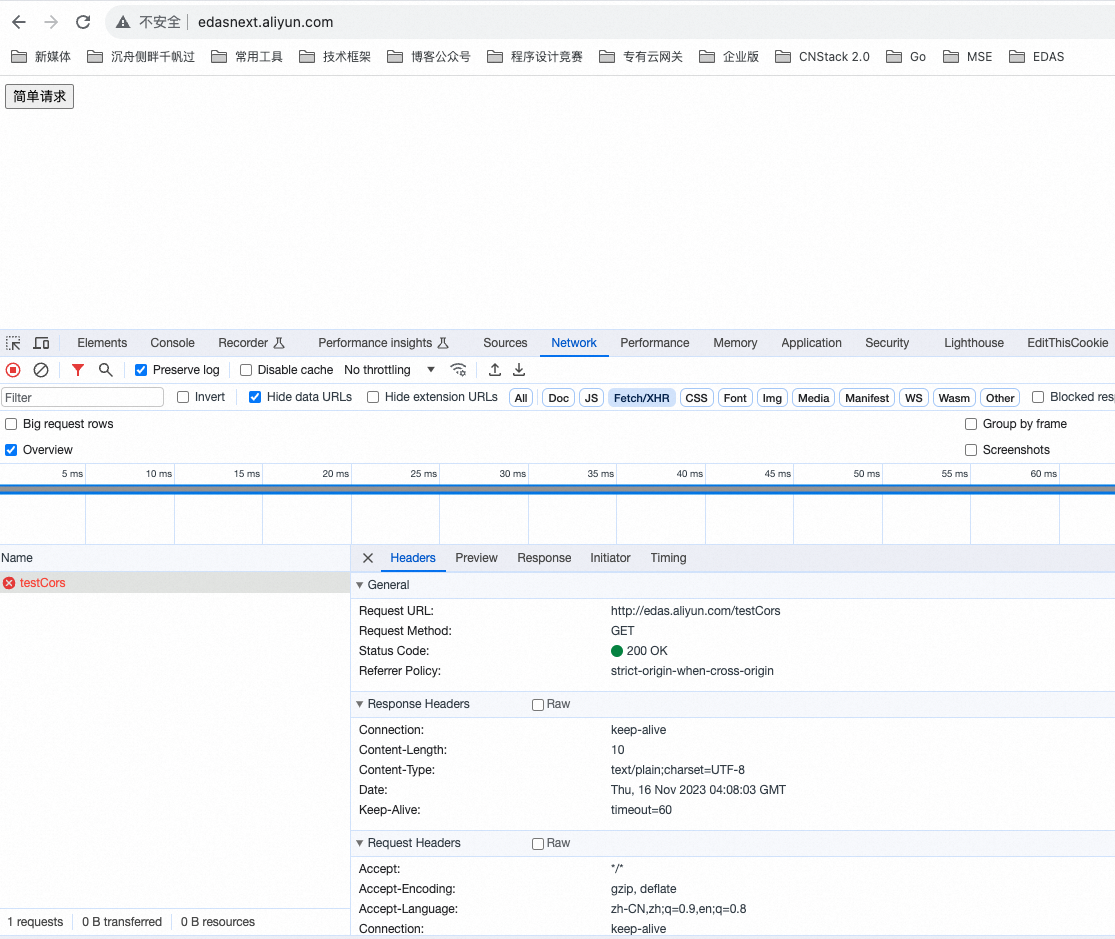 不安全 edasnext.aliyun.com
新媒体 沉舟侧畔千帆过 常用工具 技术框架 博客公众号 程序设计竞赛 专有云网关 企业版 CNStack 2.0 Go MSE EDAS
简单请求
Elements Console Recorder Performance insights Sources Network Performance Memory Application Security Lighthouse EditThisCookie
Preserve log Disable cache No throttling
Filter Invert Hide data URLs Hide extension URLs All Doc JS Fetch/XHR CSS Font Img Media Manifest WS Wasm Other Blocked res
Big request rows Group by frame
Overview Screenshots
5 ms 10 ms 15 ms 20 ms 25 ms 30 ms 35 ms 40 ms 45 ms 50 ms 55 ms 60 ms
Name Headers Preview Response Initiator Timing
testCors General
Request URL: http://edas.aliyun.com/testCors
Request Method: GET
Status Code: 200 OK
Referrer Policy: strict-origin-when-cross-origin
Response Headers Raw
Connection: keep-alive
Content-Length: 10
Content-Type: text/plain;charset=UTF-8
Date: Thu, 16 Nov 2023 04:08:03 GMT
Keep-Alive: timeout=60
Request Headers Raw
Accept: */*
Accept-Encoding: gzip, deflate
Accept-Language: zh-CN,zh;q=0.9,en;q=0.8
Connection: keep-alive
1 requests 0 B transferred 0 B resources